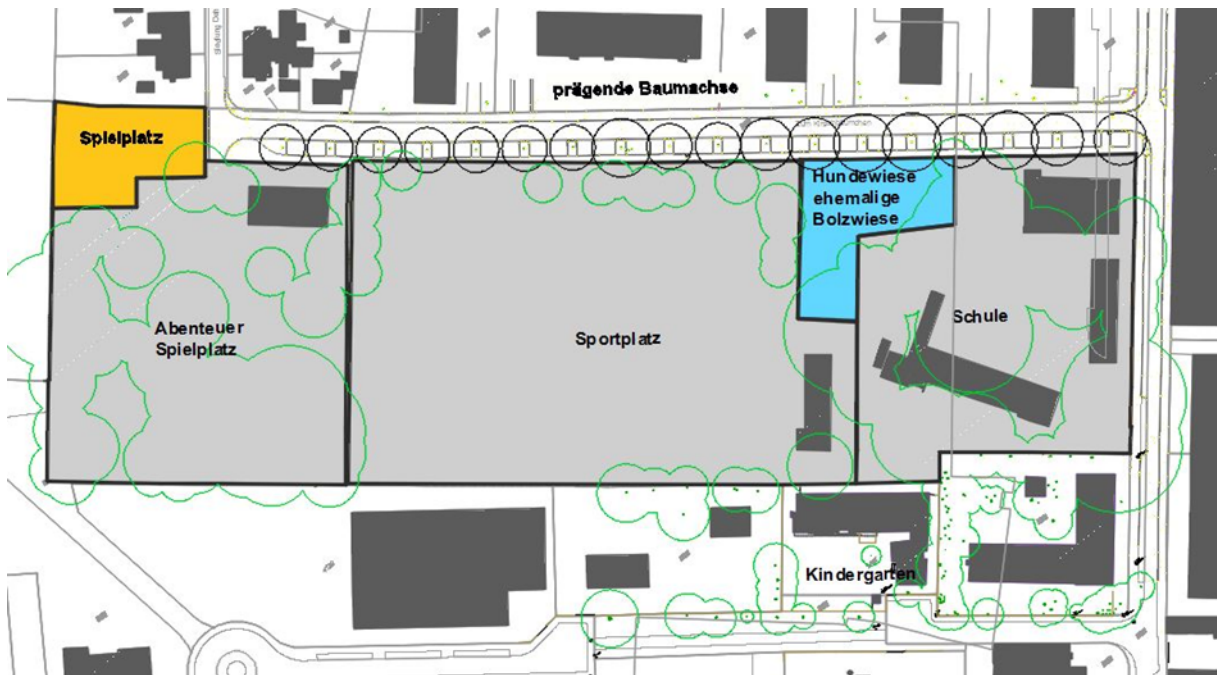 prägende Baumachse
Spielplatz
Hundewiese
ehemalige
Bolzwiese
Abenteuer
Spielplatz
Sportplatz
Schule
Kindergarten